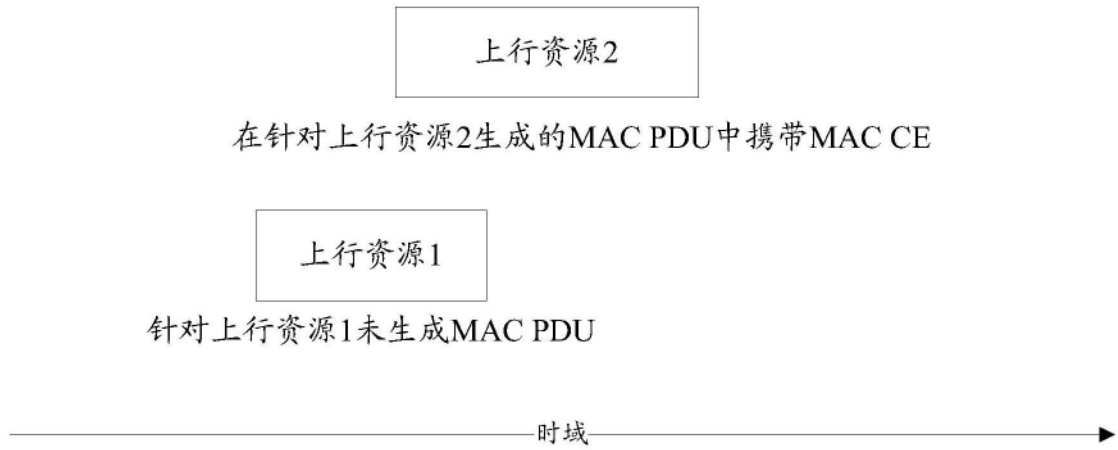 上行资源2
在针对上行资源2生成的MAC PDU中携带MAC CE
上行资源1
针对上行资源1未生成MAC PDU
时域